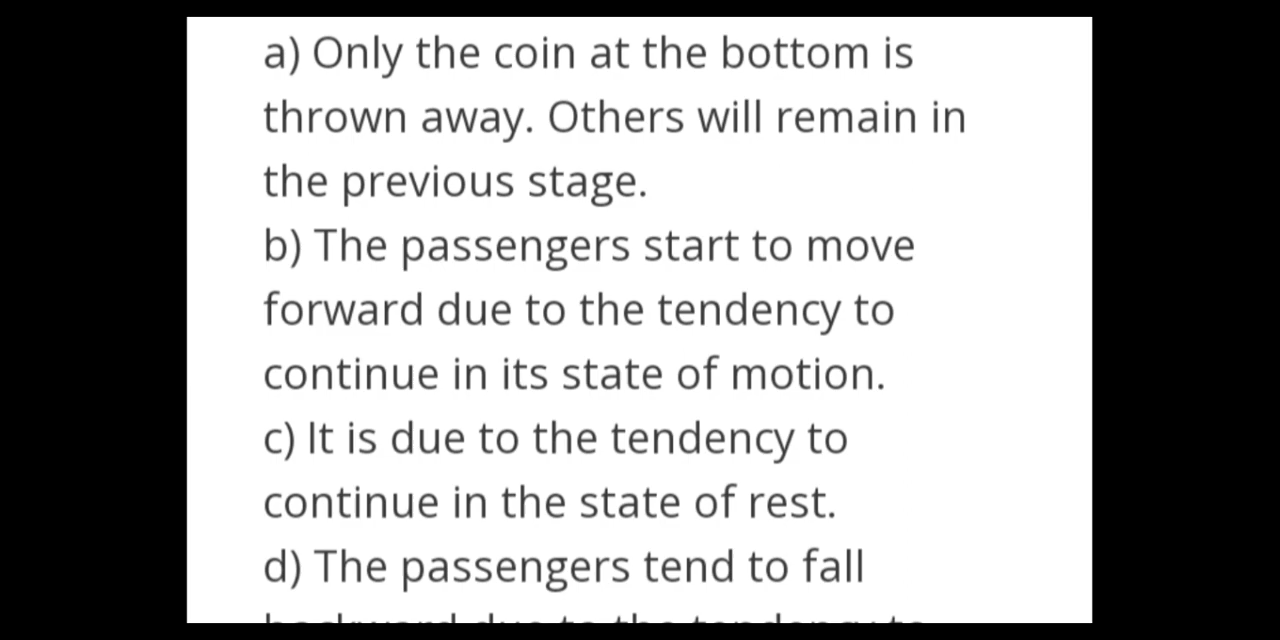 a) Only the coin at the bottom is
thrown away. Others will remain in
the previous stage.
b) The passengers start to move
forward due to the tendency to
continue in its state of motion.
c) It is due to the tendency to
continue in the state of rest.
d) The passengers tend to fall